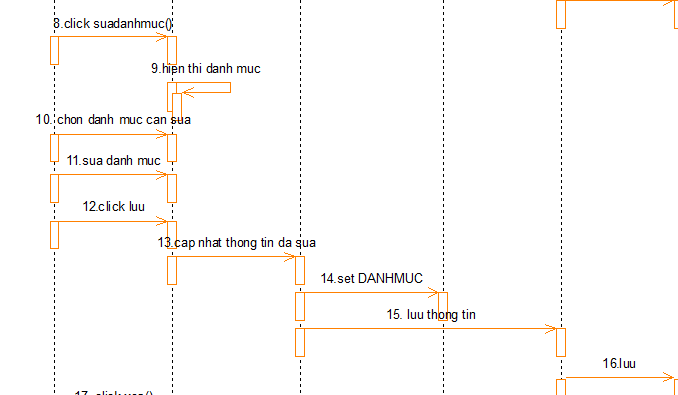 8.click suadanhmuc()
9.hien thi danh muc
10. chon danh muc can sua
11.sua danh muc
12.click luu
13.cap nhat thong tin da sua
14.set DANHMUC
15. luu thong tin
16.luu